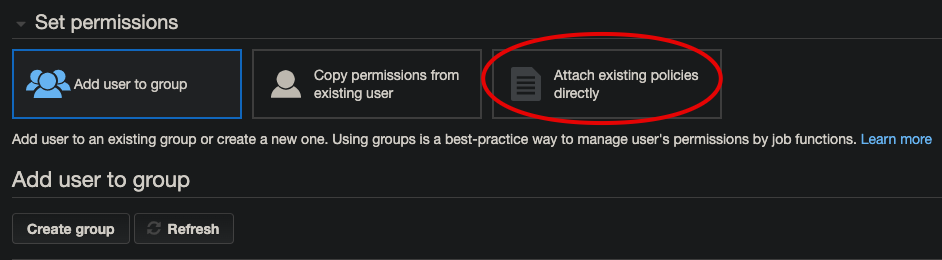 Set permissions
Add user to group
Copy permissions from
existing user
Attach existing policies
directly
Add user to an existing group or create a new one. Using groups is a best-practice way to manage user's permissions by job functions. Learn more
Add user to group
Create group
Refresh